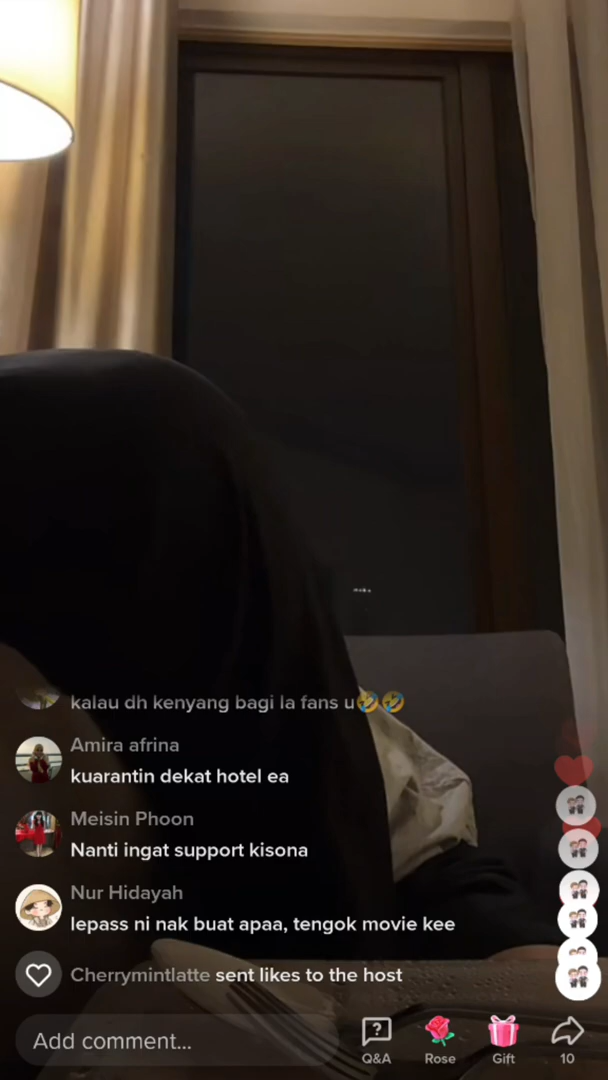 kalau dh kenyang bagi la fans u🤣🤣
Amira afrina
kuarantin dekat hotel ea
Meisin Phoon
Nanti ingat support kisona
Nur Hidayah
lepass ni nak buat apaa, tengok movie kee
Cherrymintlatte sent likes to the host
Add comment...
Q&A
Rose
Gift
10